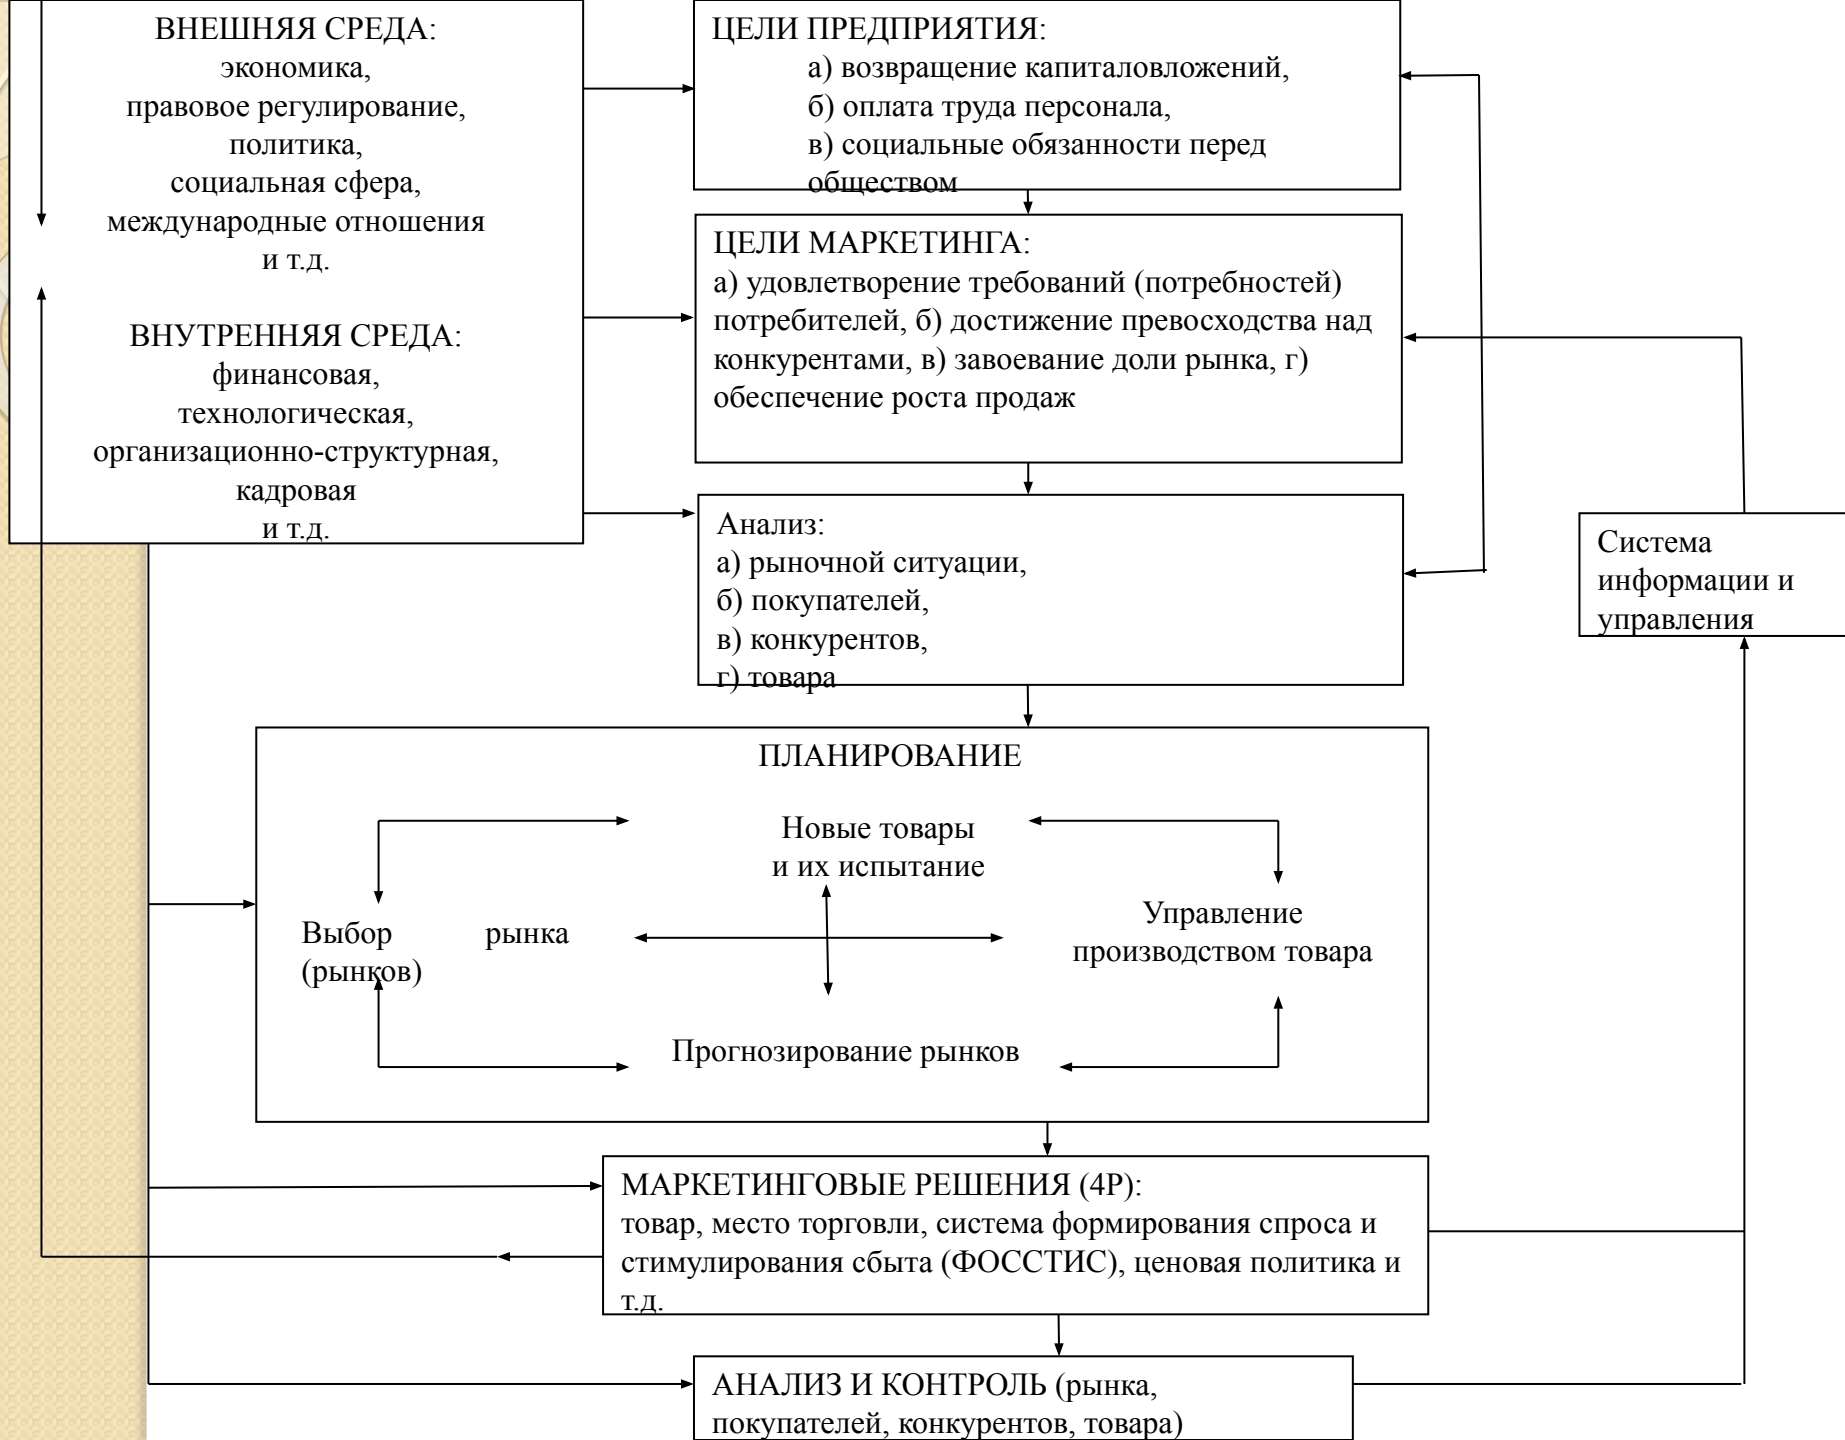 ВНЕШНЯЯ СРЕДА:
экономика,
правовое регулирование,
политика,
социальная сфера,
международные отношения
и т.д.
ВНУТРЕННЯЯ СРЕДА:
финансовая,
технологическая,
организационно-структурная,
кадровая
и т.д.
ЦЕЛИ ПРЕДПРИЯТИЯ:
а) возвращение капиталовложений,
б) оплата труда персонала,
в) социальные обязанности перед
обществом
ЦЕЛИ МАРКЕТИНГА:
а) удовлетворение требований (потребностей)
потребителей, б) достижение превосходства над
конкурентами, в) завоевание доли рынка, г)
обеспечение роста продаж
Анализ:
а) рыночной ситуации,
б) покупателей,
в) конкурентов,
г) товара
Система
информации и
управления
ПЛАНИРОВАНИЕ
Новые товары
и их испытание
Выбор рынка
(рынков)
Управление
производством товара
Прогнозирование рынков
МАРКЕТИНГОВЫЕ РЕШЕНИЯ (4Р):
товар, место торговли, система формирования спроса и
стимулирования сбыта (ФОССТИС), ценовая политика и
т.д.
АНАЛИЗ И КОНТРОЛЬ (рынка,
покупателей, конкурентов, товара)